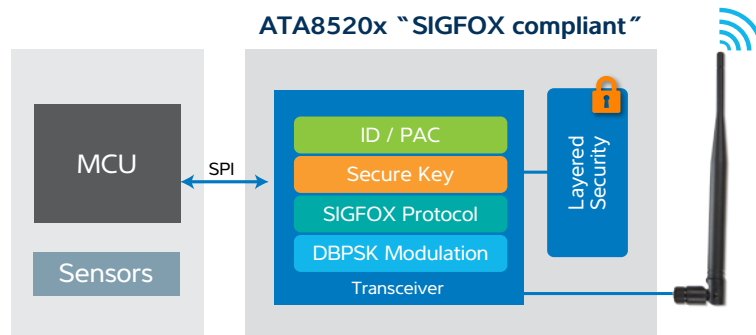 ATA8520x “SIGFOX compliant”
MCU
SPI
Sensors
ID / PAC
Secure Key
SIGFOX Protocol
DBPSK Modulation
Transceiver
Layered
Security